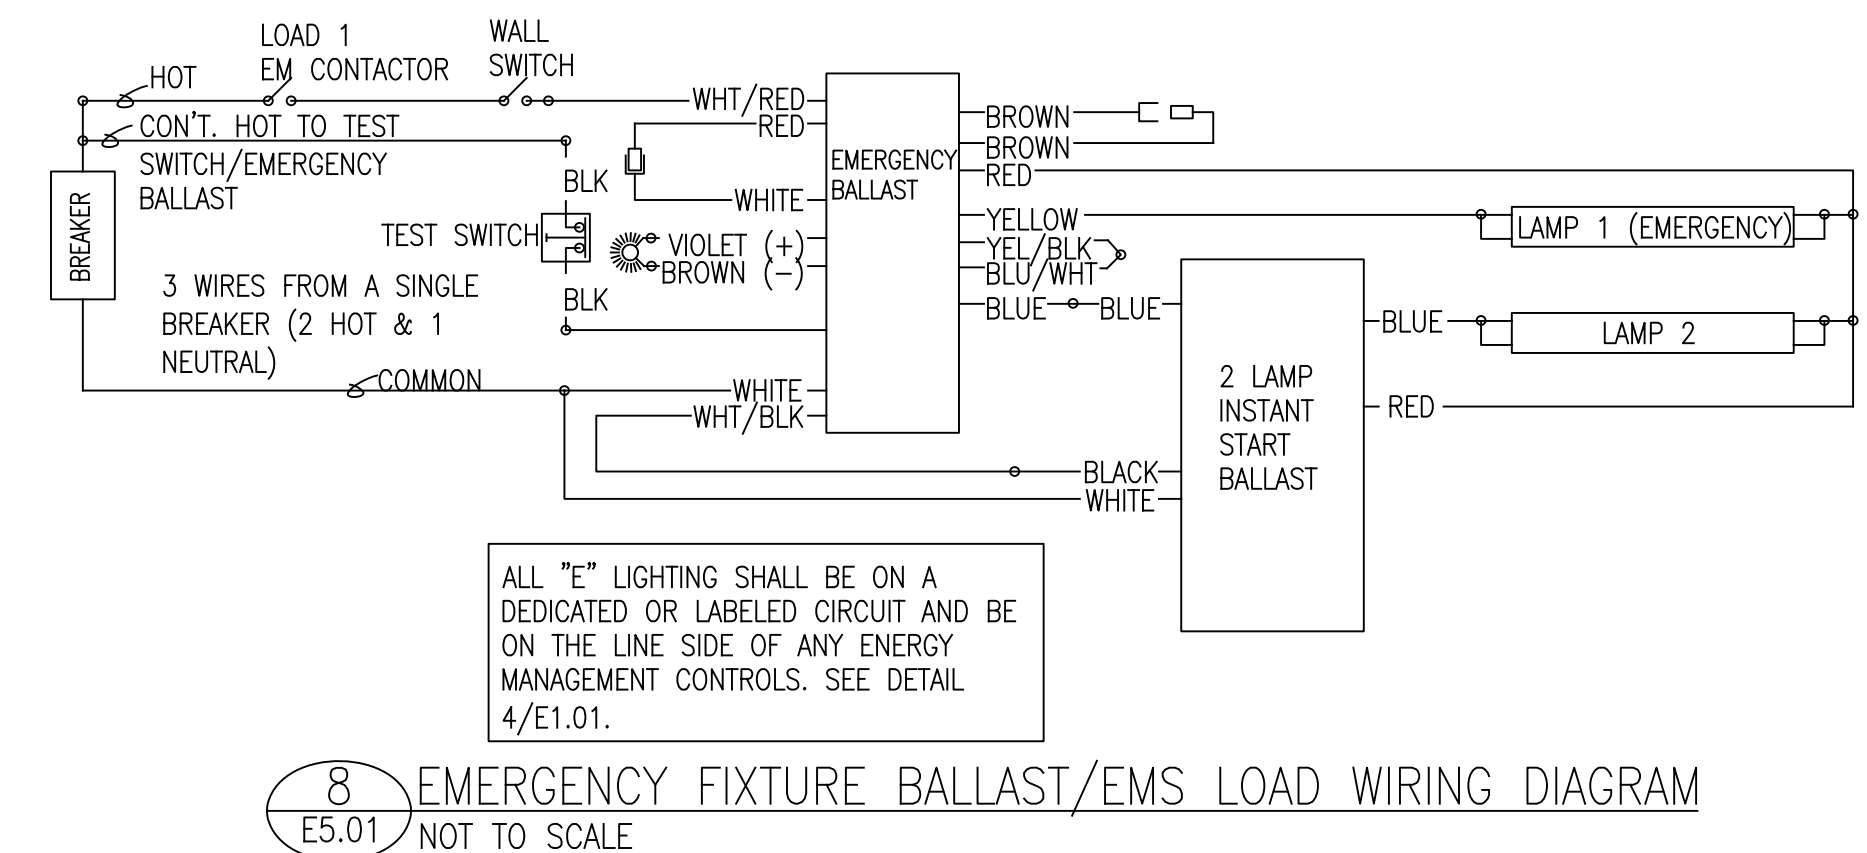 LOAD 1
EM CONTACTOR
WALL
SWITCH
HOT
CON'T. HOT TO TEST
SWITCH/EMERGENCY
BALLAST
BREAKER
3 WIRES FROM A SINGLE
BREAKER (2 HOT & 1
NEUTRAL)
COMMON
BLK
TEST SWITCH
BLK
WHT/RED
RED
WHITE
VIOLET (+)
BROWN (-)
WHITE
WHT/BLK
EMERGENCY
BALLAST
BROWN
BROWN
RED
YELLOW
YEL/BLK
BLU/WHT
BLUE
BLUE
BLACK
WHITE
2 LAMP
INSTANT
START
BALLAST
BLUE
RED
LAMP 1 (EMERGENCY)
LAMP 2
ALL "E" LIGHTING SHALL BE ON A
DEDICATED OR LABELED CIRCUIT AND BE
ON THE LINE SIDE OF ANY ENERGY
MANAGEMENT CONTROLS. SEE DETAIL
4/E1.01.
8
E5.01
EMERGENCY FIXTURE BALLAST/EMS LOAD WIRING DIAGRAM
NOT TO SCALE